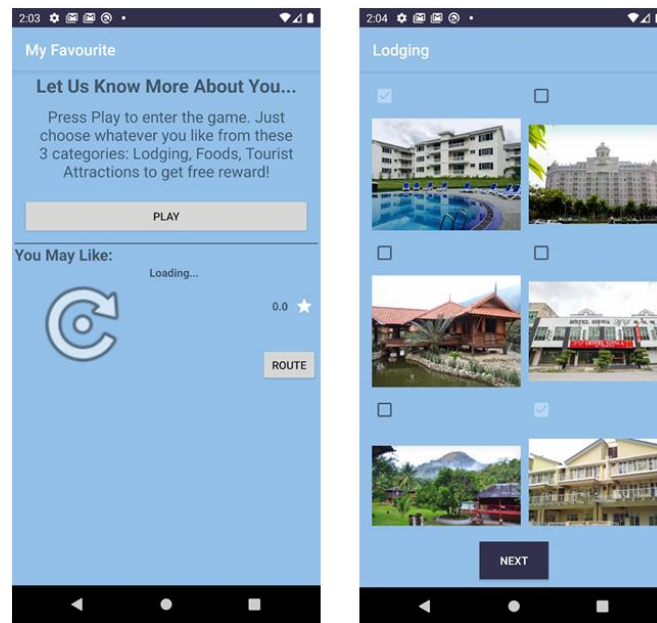 2:03
My Favourite
Let Us Know More About You...
Press Play to enter the game. Just
choose whatever you like from these
3 categories: Lodging, Foods, Tourist
Attractions to get free reward!
PLAY
You May Like:
Loading...
0.0
ROUTE
2:04
Lodging
HOTEL SISWA
NEXT